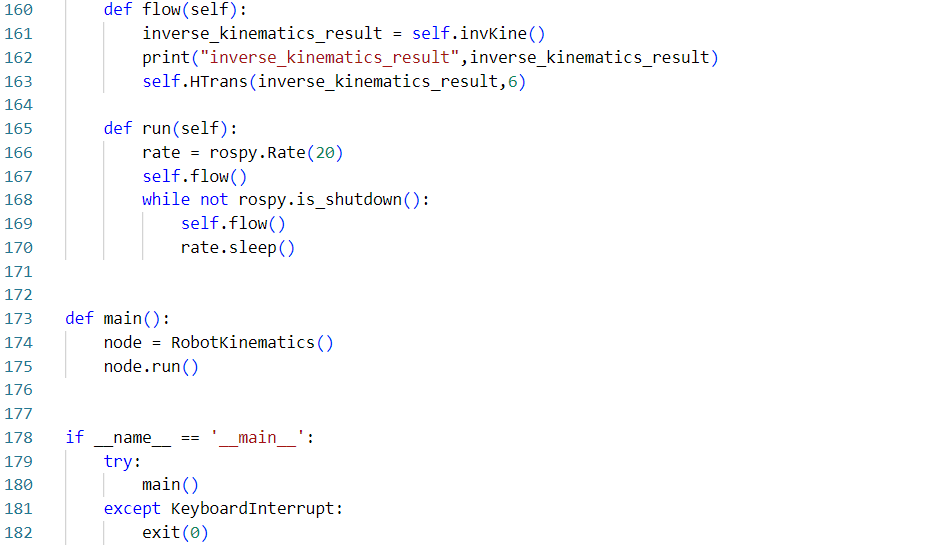 160 def flow(self):
161 inverse_kinematics_result = self.invKine()
162 print("inverse_kinematics_result",inverse_kinematics_result)
163 self.HTrans(inverse_kinematics_result,6)
164
165 def run(self):
166 rate = rospy.Rate(20)
167 self.flow()
168 while not rospy.is_shutdown():
169 self.flow()
170 rate.sleep()
171
172
173 def main():
174 node = RobotKinematics()
175 node.run()
176
177
178 if __name__ == '__main__':
179 try:
180 main()
181 except KeyboardInterrupt:
182 exit(0)